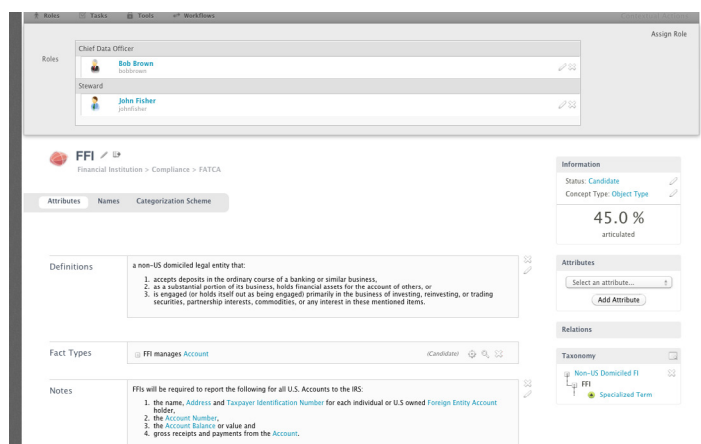 Roles Tasks Tools Workflows
Assign Role
Roles
Chief Data Officer
Bob Brown
bobbrown
Steward
John Fisher
johnfisher
FFI
Financial Institution > Compliance > FATCA
Attributes Names Categorization Scheme
Information
Status: Candidate
Concept Type: Object Type
45.0 %
articulated
Definitions
a non-US domiciled legal entity that:
1. accepts deposits in the ordinary course of a banking or similar business,
2. as a substantial portion of its business, holds financial assets for the account of others, or
3. is engaged (or holds itself out as being engaged) primarily in the business of investing, reinvesting, or trading
securities, partnership interests, commodities, or any interest in these mentioned items.
Attributes
Select an attribute...
Add Attribute
Relations
Fact Types
FFI manages Account (Candidate)
Taxonomy
Non-US Domiciled FI
FFI
Specialized Term
Notes
FFIs will be required to report the following for all U.S. Accounts to the IRS:
1. the name, Address and Taxpayer Identification Number for each individual or U.S owned Foreign Entity Account
holder,
2. the Account Number,
3. the Account Balance or value and
4. gross receipts and payments from the Account.